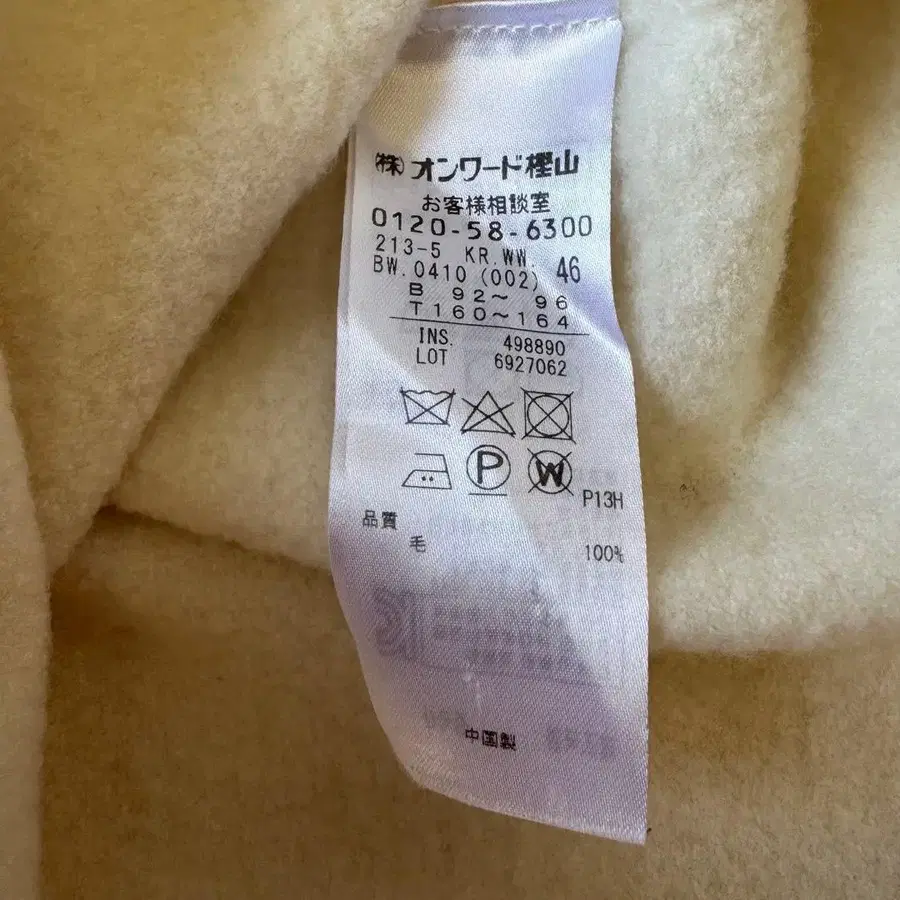 ㈱オンワード樫山
お客様相談室
0120-58-6300
213-5 KR.WW.
BW.0410 (002) 46
B 92～ 96
T160～164
INS. 498890
LOT 6927062
P
W
P13H
品質
毛 100%
中国製